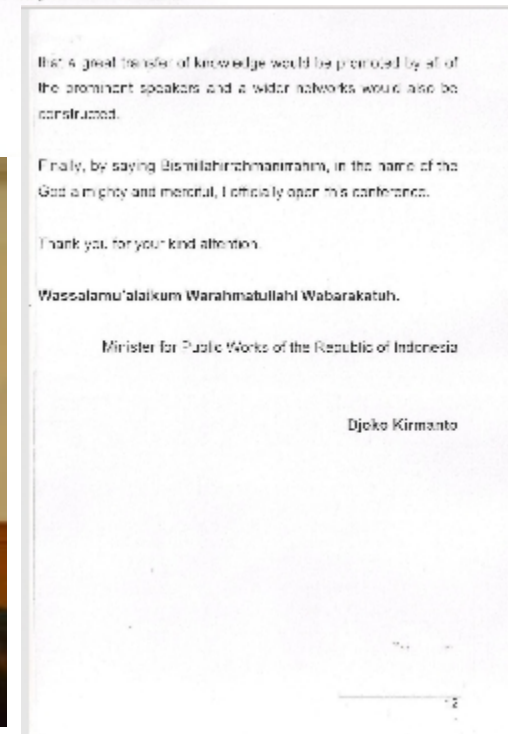 that a great transfer of knowledge would be promoted by all of
the prominent speakers and a wider networks would also be
constructed.
Finally, by saying Bismillahirrahmanirrahim, in the name of the
God almighty and merciful, I officially open this conference.
Thank you for your kind attention.
Wassalamu'alaikum Warahmatullahi Wabarakatuh.
Minister for Public Works of the Republic of Indonesia
Djoko Kirmanto
12